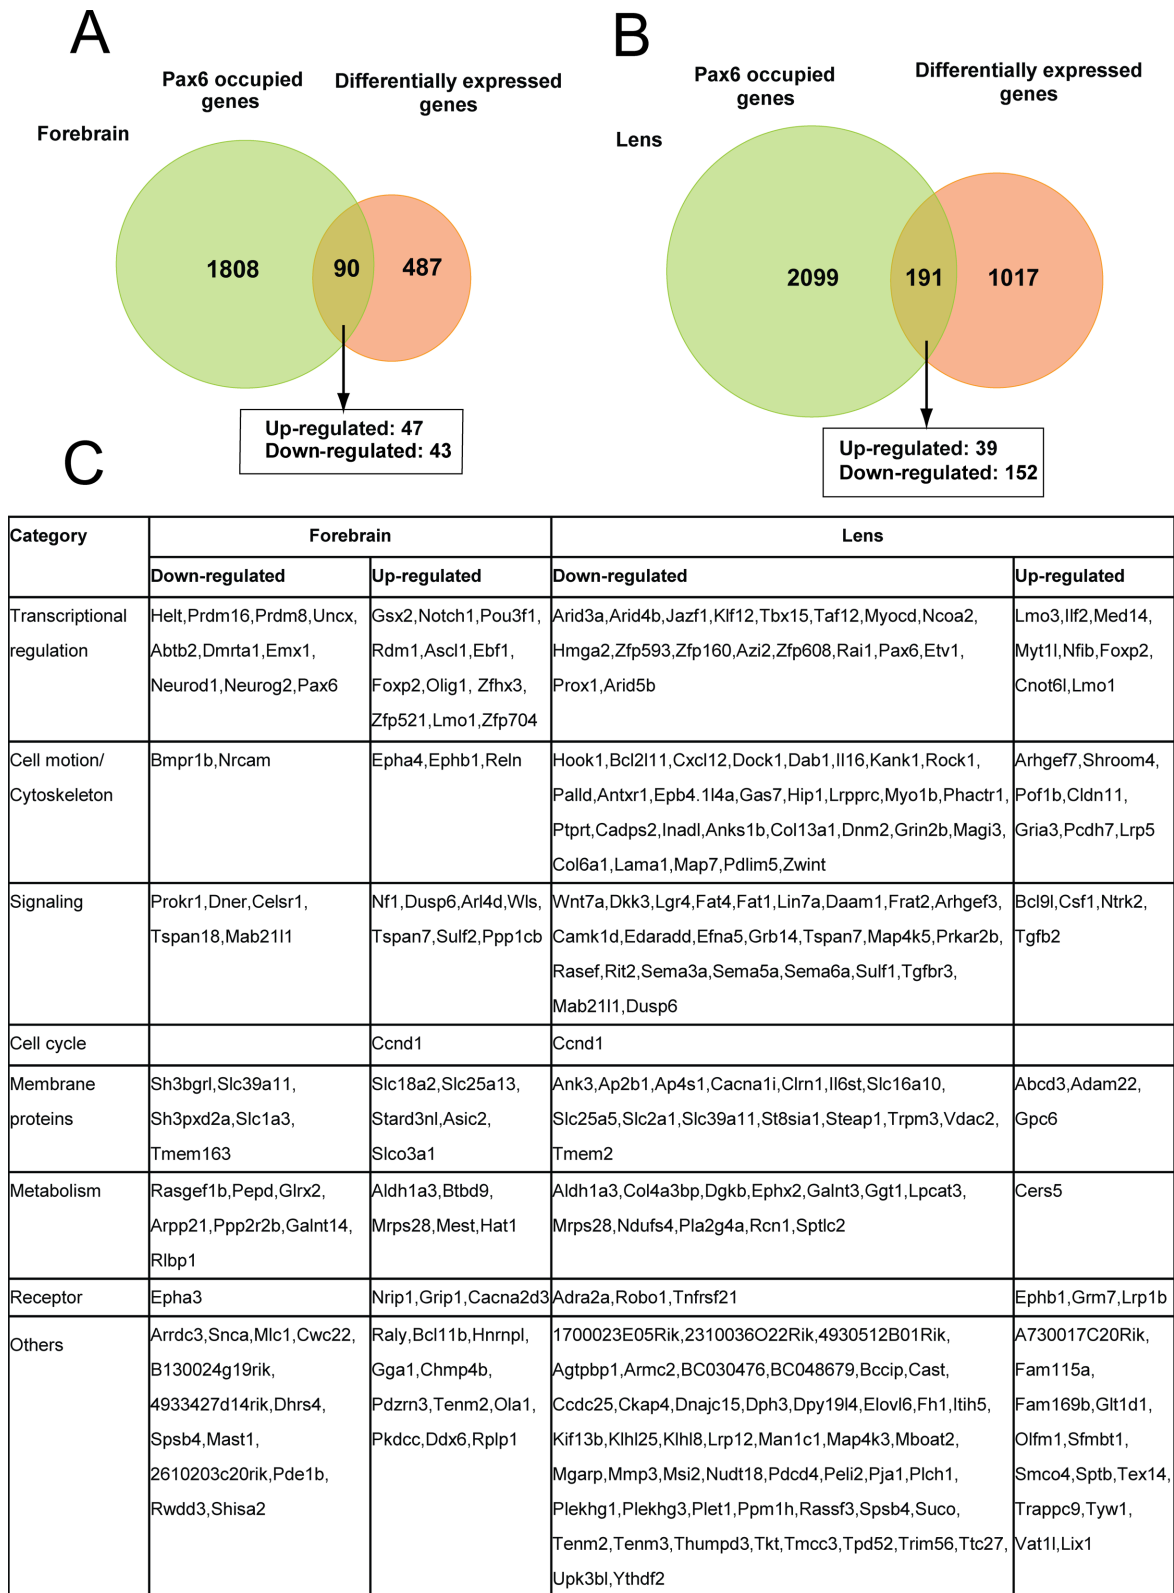 A
B
Pax6 occupied
genes
Differentially expressed
genes
Forebrain
1808
90
487
Up-regulated: 47
Down-regulated: 43
Pax6 occupied
genes
Differentially expressed
genes
Lens
2099
191
1017
Up-regulated: 39
Down-regulated: 152
C
Category
Forebrain
Lens
Down-regulated
Up-regulated
Down-regulated
Up-regulated
Transcriptional
regulation
Helt,Prdm16,Prdm8,Uncx,
Abtb2,Dmrta1,Emx1,
Neurod1,Neurog2,Pax6
Gsx2,Notch1,Pou3f1,
Rdm1,Ascl1,Ebf1,
Foxp2,Olig1, Zfhx3,
Zfp521,Lmo1,Zfp704
Arid3a,Arid4b,Jazf1,Klf12,Tbx15,Taf12,Myocd,Ncoa2,
Hmga2,Zfp593,Zfp160,Azi2,Zfp608,Rai1,Pax6,Etv1,
Prox1,Arid5b
Lmo3,Ilf2,Med14,
Myt1l,Nfib,Foxp2,
Cnot6l,Lmo1
Cell motion/
Cytoskeleton
Bmpr1b,Nrcam
Epha4,Ephb1,Reln
Hook1,Bcl2l11,Cxcl12,Dock1,Dab1,Il16,Kank1,Rock1,
Palld,Antxr1,Epb4.1l4a,Gas7,Hip1,Lrpprc,Myo1b,Phactr1,
Ptprt,Cadps2,Inadl,Anks1b,Col13a1,Dnm2,Grin2b,Magi3,
Col6a1,Lama1,Map7,Pdlim5,Zwint
Arhgef7,Shroom4,
Pof1b,Cldn11,
Gria3,Pcdh7,Lrp5
Signaling
Prokr1,Dner,Celsr1,
Tspan18,Mab21l1
Nf1,Dusp6,Arl4d,Wls,
Tspan7,Sulf2,Ppp1cb
Wnt7a,Dkk3,Lgr4,Fat4,Fat1,Lin7a,Daam1,Frat2,Arhgef3,
Camk1d,Edaradd,Efna5,Grb14,Tspan7,Map4k5,Prkar2b,
Rasef,Rit2,Sema3a,Sema5a,Sema6a,Sulf1,Tgfbr3,
Mab21l1,Dusp6
Bcl9l,Csf1,Ntrk2,
Tgfb2
Cell cycle
Ccnd1
Ccnd1
Membrane
proteins
Sh3bgrl,Slc39a11,
Sh3pxd2a,Slc1a3,
Tmem163
Slc18a2,Slc25a13,
Stard3nl,Asic2,
Slco3a1
Ank3,Ap2b1,Ap4s1,Cacna1i,Clrn1,Il6st,Slc16a10,
Slc25a5,Slc2a1,Slc39a11,St8sia1,Steap1,Trpm3,Vdac2,
Tmem2
Abcd3,Adam22,
Gpc6
Metabolism
Rasgef1b,Pepd,Glrx2,
Arpp21,Ppp2r2b,Galnt14,
Rlbp1
Aldh1a3,Btbd9,
Mrps28,Mest,Hat1
Aldh1a3,Col4a3bp,Dgkb,Ephx2,Galnt3,Ggt1,Lpcat3,
Mrps28,Ndufs4,Pla2g4a,Rcn1,Sptlc2
Cers5
Receptor
Epha3
Nrip1,Grip1,Cacna2d3
Adra2a,Robo1,Tnfrsf21
Ephb1,Grm7,Lrp1b
Others
Arrdc3,Snca,Mlc1,Cwc22,
B130024g19rik,
4933427d14rik,Dhrs4,
Spsb4,Mast1,
2610203c20rik,Pde1b,
Rwdd3,Shisa2
Raly,Bcl11b,Hnrnpl,
Gga1,Chmp4b,
Pdzrn3,Tenm2,Ola1,
Pkdcc,Ddx6,Rplp1
1700023E05Rik,2310036O22Rik,4930512B01Rik,
Agtpbp1,Armc2,BC030476,BC048679,Bccip,Cast,
Ccdc25,Ckap4,Dnajc15,Dph3,Dpy19l4,Elovl6,Fh1,Itih5,
Kif13b,Klhl25,Klhl8,Lrp12,Man1c1,Map4k3,Mboat2,
Mgarp,Mmp3,Msi2,Nudt18,Pdcd4,Peli2,Pja1,Plch1,
Plekhg1,Plekhg3,Plet1,Ppm1h,Rassf3,Spsb4,Suco,
Tenm2,Tenm3,Thumpd3,Tkt,Tmcc3,Tpd52,Trim56,Ttc27,
Upk3bl,Ythdf2
A730017C20Rik,
Fam115a,
Fam169b,Glt1d1,
Olfm1,Sfmbt1,
Smco4,Sptb,Tex14,
Trappc9,Tyw1,
Vat1l,Lix1